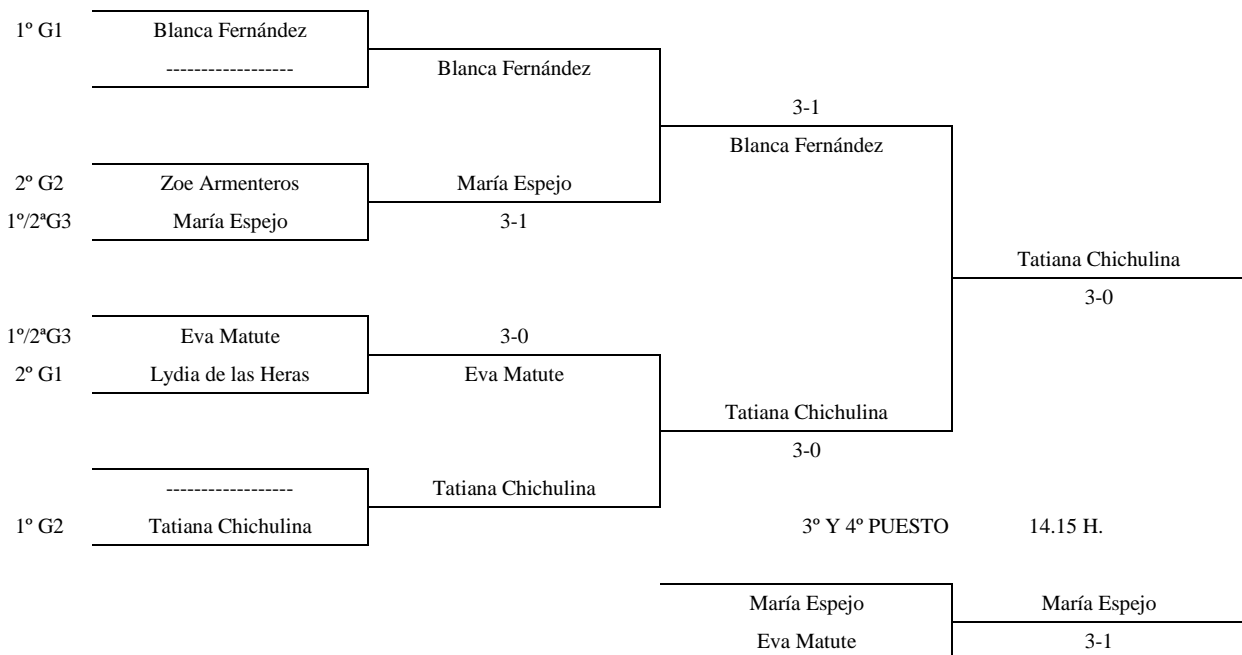 1º G1 Blanca Fernández
------------------ Blanca Fernández
3-1
Blanca Fernández
2º G2 Zoe Armenteros María Espejo
1º/2ªG3 María Espejo 3-1
Tatiana Chichulina
3-0
1º/2ªG3 Eva Matute 3-0
2º G1 Lydia de las Heras Eva Matute
Tatiana Chichulina
3-0
------------------ Tatiana Chichulina
1º G2 Tatiana Chichulina 3º Y 4º PUESTO 14.15 H.
María Espejo María Espejo
Eva Matute 3-1